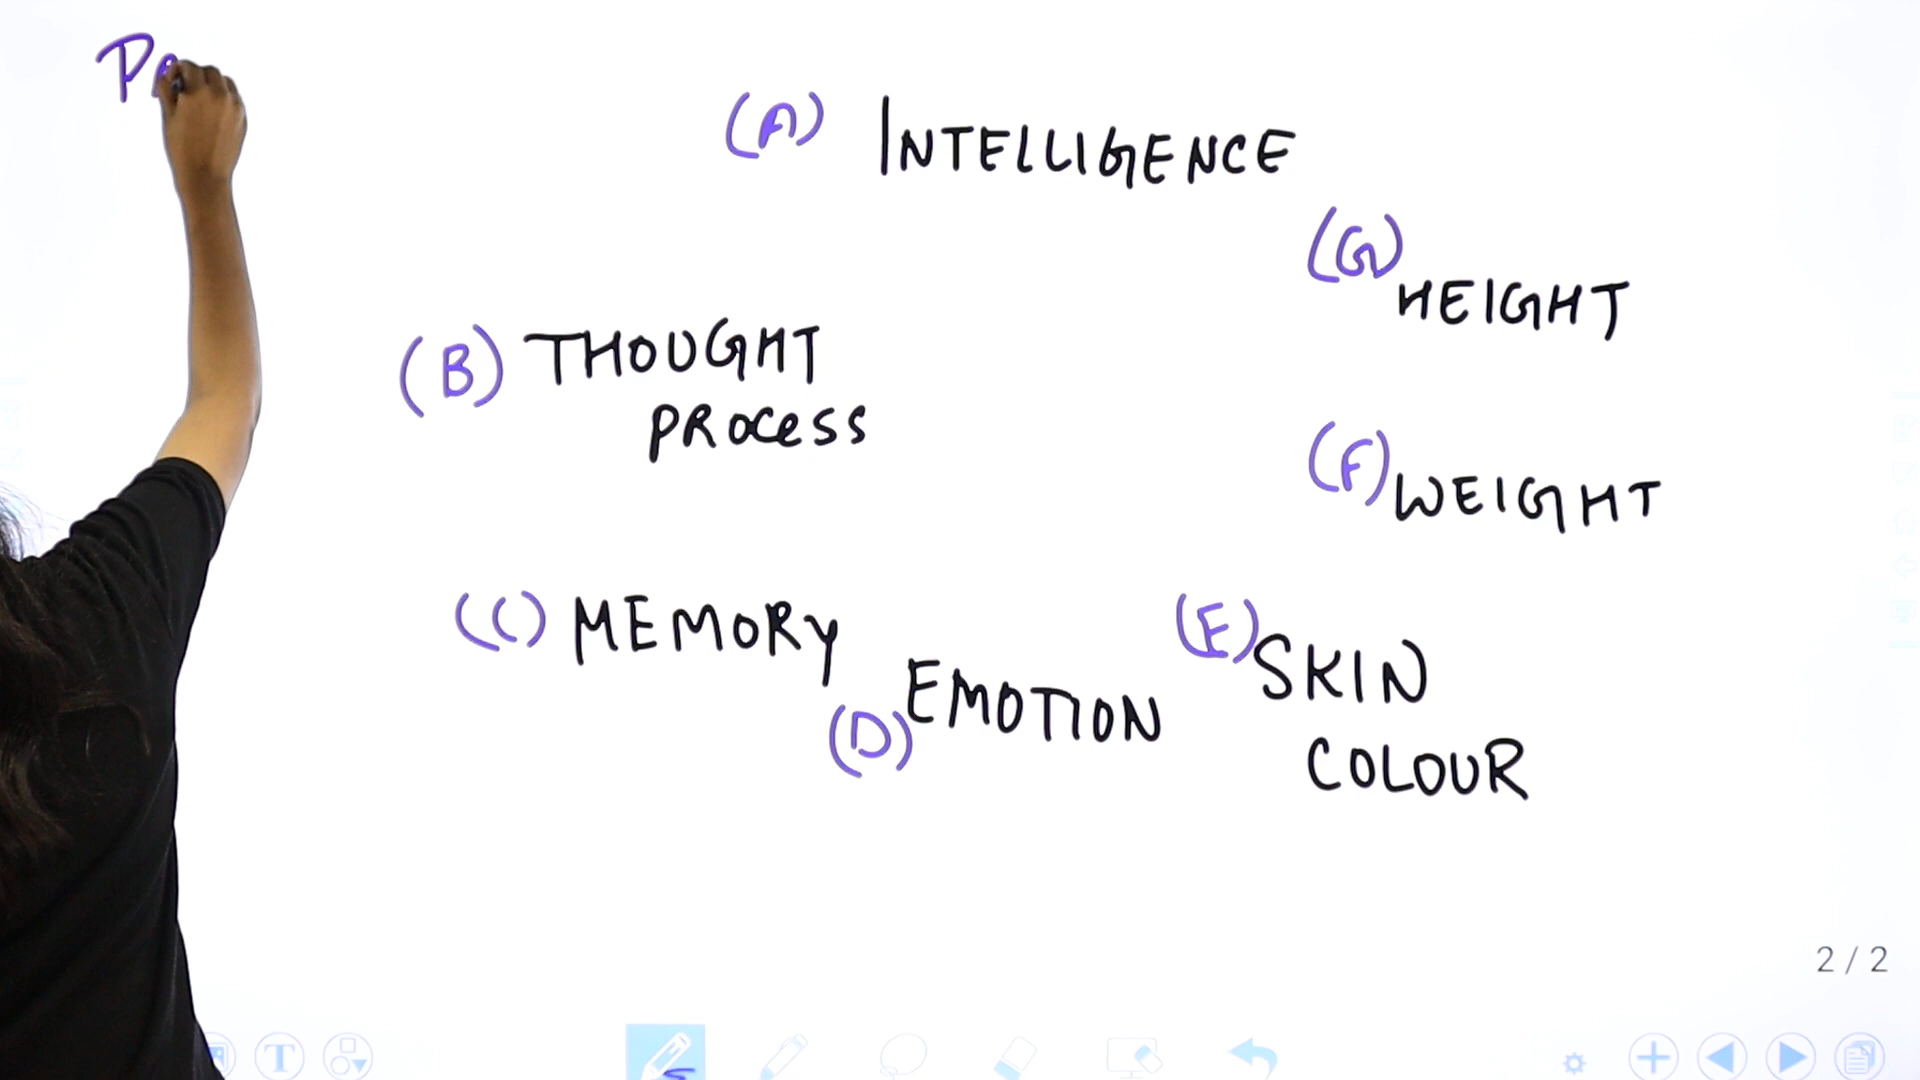 (A) INTELLIGENCE
(G) HEIGHT
(B) THOUGHT
PROCESS
(F) WEIGHT
(C) MEMORY
(D) EMOTION
(E) SKIN
COLOUR
2 / 2
T